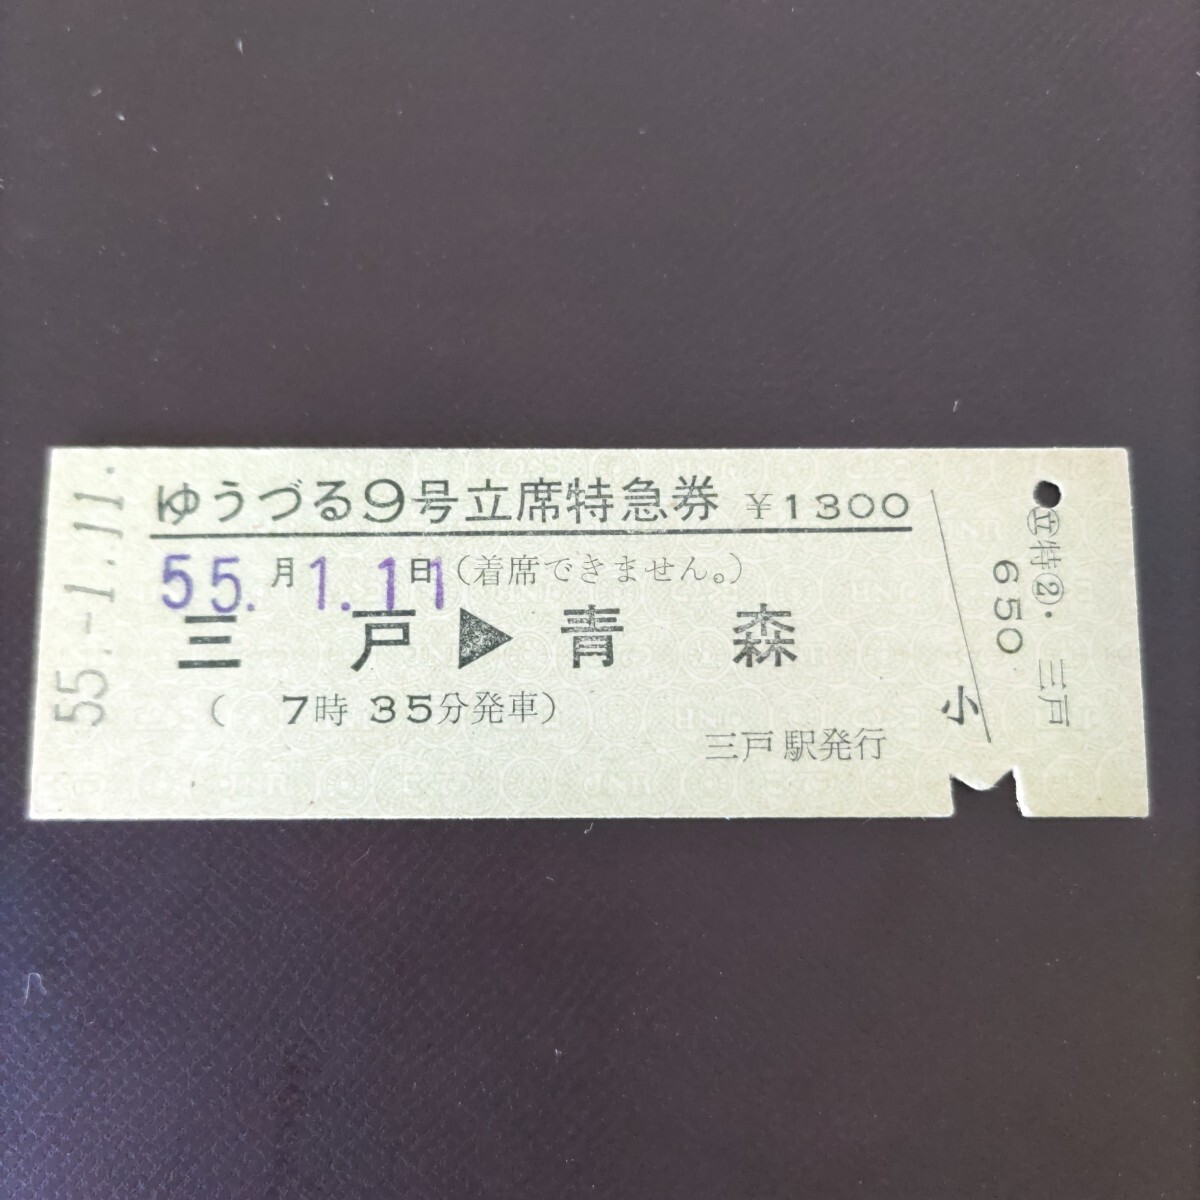 55.-1.11.
ゆうづる9号立席特急券 ¥1300
55.月1.11日(着席できません。)
三戸▶青森
( 7時35分発車)
三戸駅発行
小
㊢特②・三戸
650